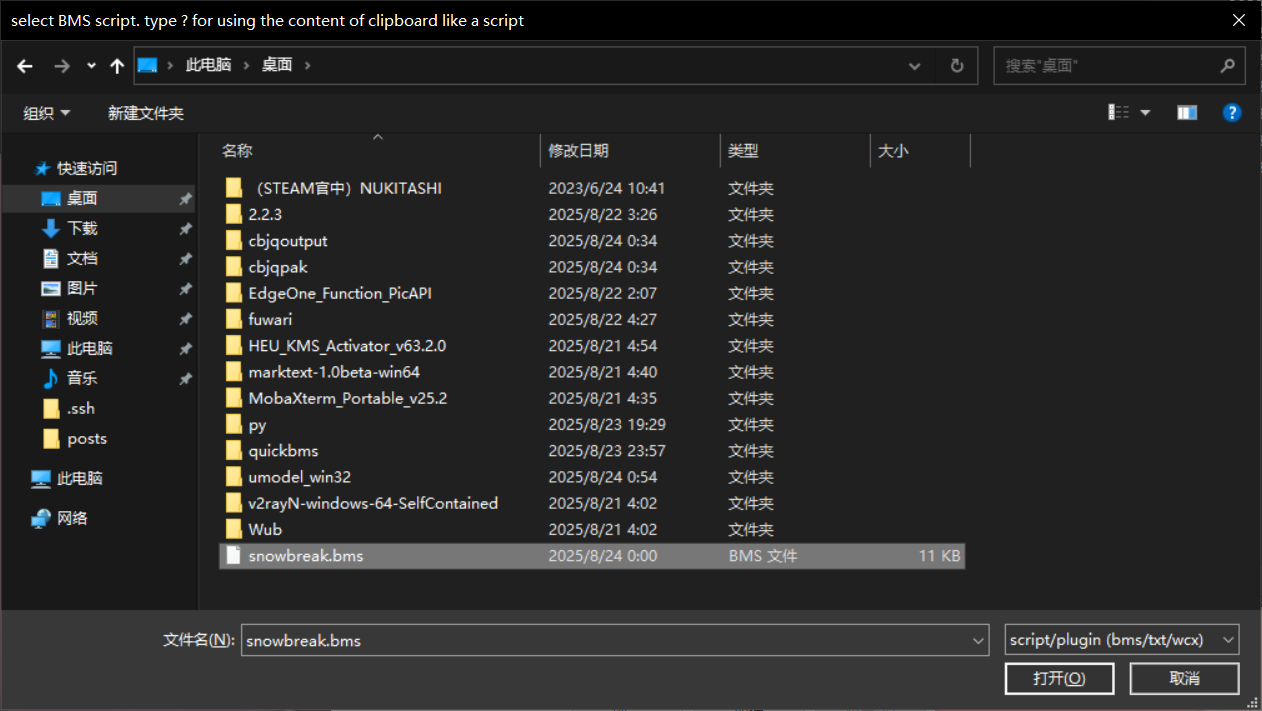 select BMS script. type ? for using the content of clipboard like a script
此电脑 › 桌面 ›
搜索"桌面"
组织 新建文件夹
名称 修改日期 类型 大小
快速访问
桌面
下载
文档
图片
视频
此电脑
音乐
.ssh
posts
此电脑
网络
（STEAM官中）NUKITASHI 2023/6/24 10:41 文件夹
2.2.3 2025/8/22 3:26 文件夹
cbjqoutput 2025/8/24 0:34 文件夹
cbjqpak 2025/8/24 0:34 文件夹
EdgeOne_Function_PicAPI 2025/8/22 2:07 文件夹
fuwari 2025/8/22 4:27 文件夹
HEU_KMS_Activator_v63.2.0 2025/8/21 4:54 文件夹
marktext-1.0beta-win64 2025/8/21 4:40 文件夹
MobaXterm_Portable_v25.2 2025/8/21 4:35 文件夹
py 2025/8/23 19:29 文件夹
quickbms 2025/8/23 23:57 文件夹
umodel_win32 2025/8/24 0:54 文件夹
v2rayN-windows-64-SelfContained 2025/8/21 4:02 文件夹
Wub 2025/8/21 4:02 文件夹
snowbreak.bms 2025/8/24 0:00 BMS 文件 11 KB
文件名(N): snowbreak.bms script/plugin (bms/txt/wcx)
打开(O) 取消